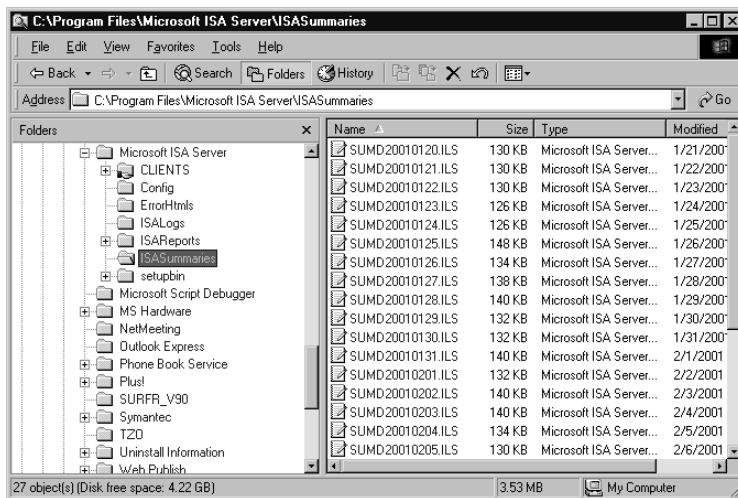 C:\Program Files\Microsoft ISA Server\ISASummaries
File Edit View Favorites Tools Help
Back Search Folders History
Address C:\Program Files\Microsoft ISA Server\ISASummaries Go
Folders
Microsoft ISA Server
CLIENTS
Config
ErrorHtmls
ISALogs
ISAReports
ISASummaries
setupbin
Microsoft Script Debugger
MS Hardware
NetMeeting
Outlook Express
Phone Book Service
Plus!
SURFR_V90
Symantec
TZO
Uninstall Information
Web Publish
Name Size Type Modified
SUMD20010120.ILS 130 KB Microsoft ISA Server... 1/21/200
SUMD20010121.ILS 130 KB Microsoft ISA Server... 1/22/200
SUMD20010122.ILS 130 KB Microsoft ISA Server... 1/23/200
SUMD20010123.ILS 126 KB Microsoft ISA Server... 1/24/200
SUMD20010124.ILS 126 KB Microsoft ISA Server... 1/25/200
SUMD20010125.ILS 148 KB Microsoft ISA Server... 1/26/200
SUMD20010126.ILS 134 KB Microsoft ISA Server... 1/27/200
SUMD20010127.ILS 138 KB Microsoft ISA Server... 1/28/200
SUMD20010128.ILS 140 KB Microsoft ISA Server... 1/29/200
SUMD20010129.ILS 132 KB Microsoft ISA Server... 1/30/200
SUMD20010130.ILS 132 KB Microsoft ISA Server... 1/31/200
SUMD20010131.ILS 140 KB Microsoft ISA Server... 2/1/2001
SUMD20010201.ILS 132 KB Microsoft ISA Server... 2/2/2001
SUMD20010202.ILS 140 KB Microsoft ISA Server... 2/3/2001
SUMD20010203.ILS 140 KB Microsoft ISA Server... 2/4/2001
SUMD20010204.ILS 134 KB Microsoft ISA Server... 2/5/2001
SUMD20010205.ILS 130 KB Microsoft ISA Server... 2/6/2001
27 object(s) (Disk free space: 4.22 GB) 3.53 MB My Computer